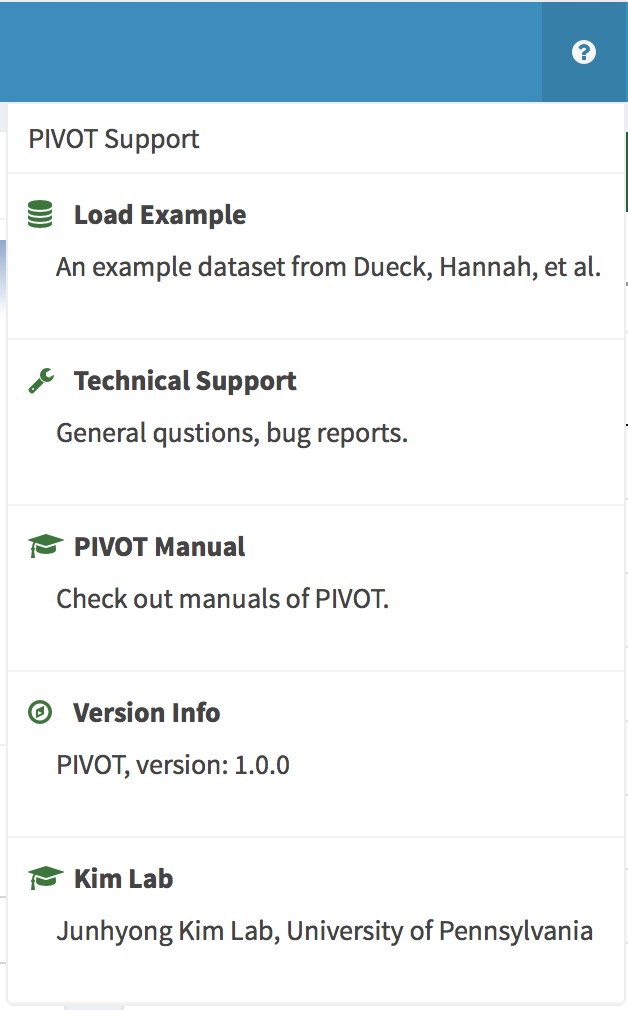 PIVOT Support
Load Example
An example dataset from Dueck, Hannah, et al.
Technical Support
General qustions, bug reports.
PIVOT Manual
Check out manuals of PIVOT.
Version Info
PIVOT, version: 1.0.0
Kim Lab
Junhyong Kim Lab, University of Pennsylvania